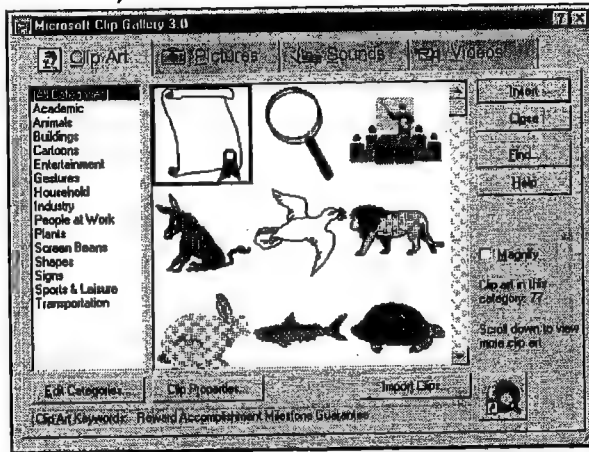 Microsoft Clip Gallery 3.0
Clip Art Pictures Sounds Videos
All Categories
Academic
Animals
Buildings
Cartoons
Entertainment
Gestures
Household
Industry
People at Work
Plants
Screen Beans
Shapes
Signs
Sports & Leisure
Transportation
Insert
Close
Find...
Help
Magnify
Clip art in this
category: 77
Scroll down to view
more clip art
Edit Categories... Clip Properties... Import Clips...
Clip Art Keywords: Reward Accomplishment Milestone Guarantee